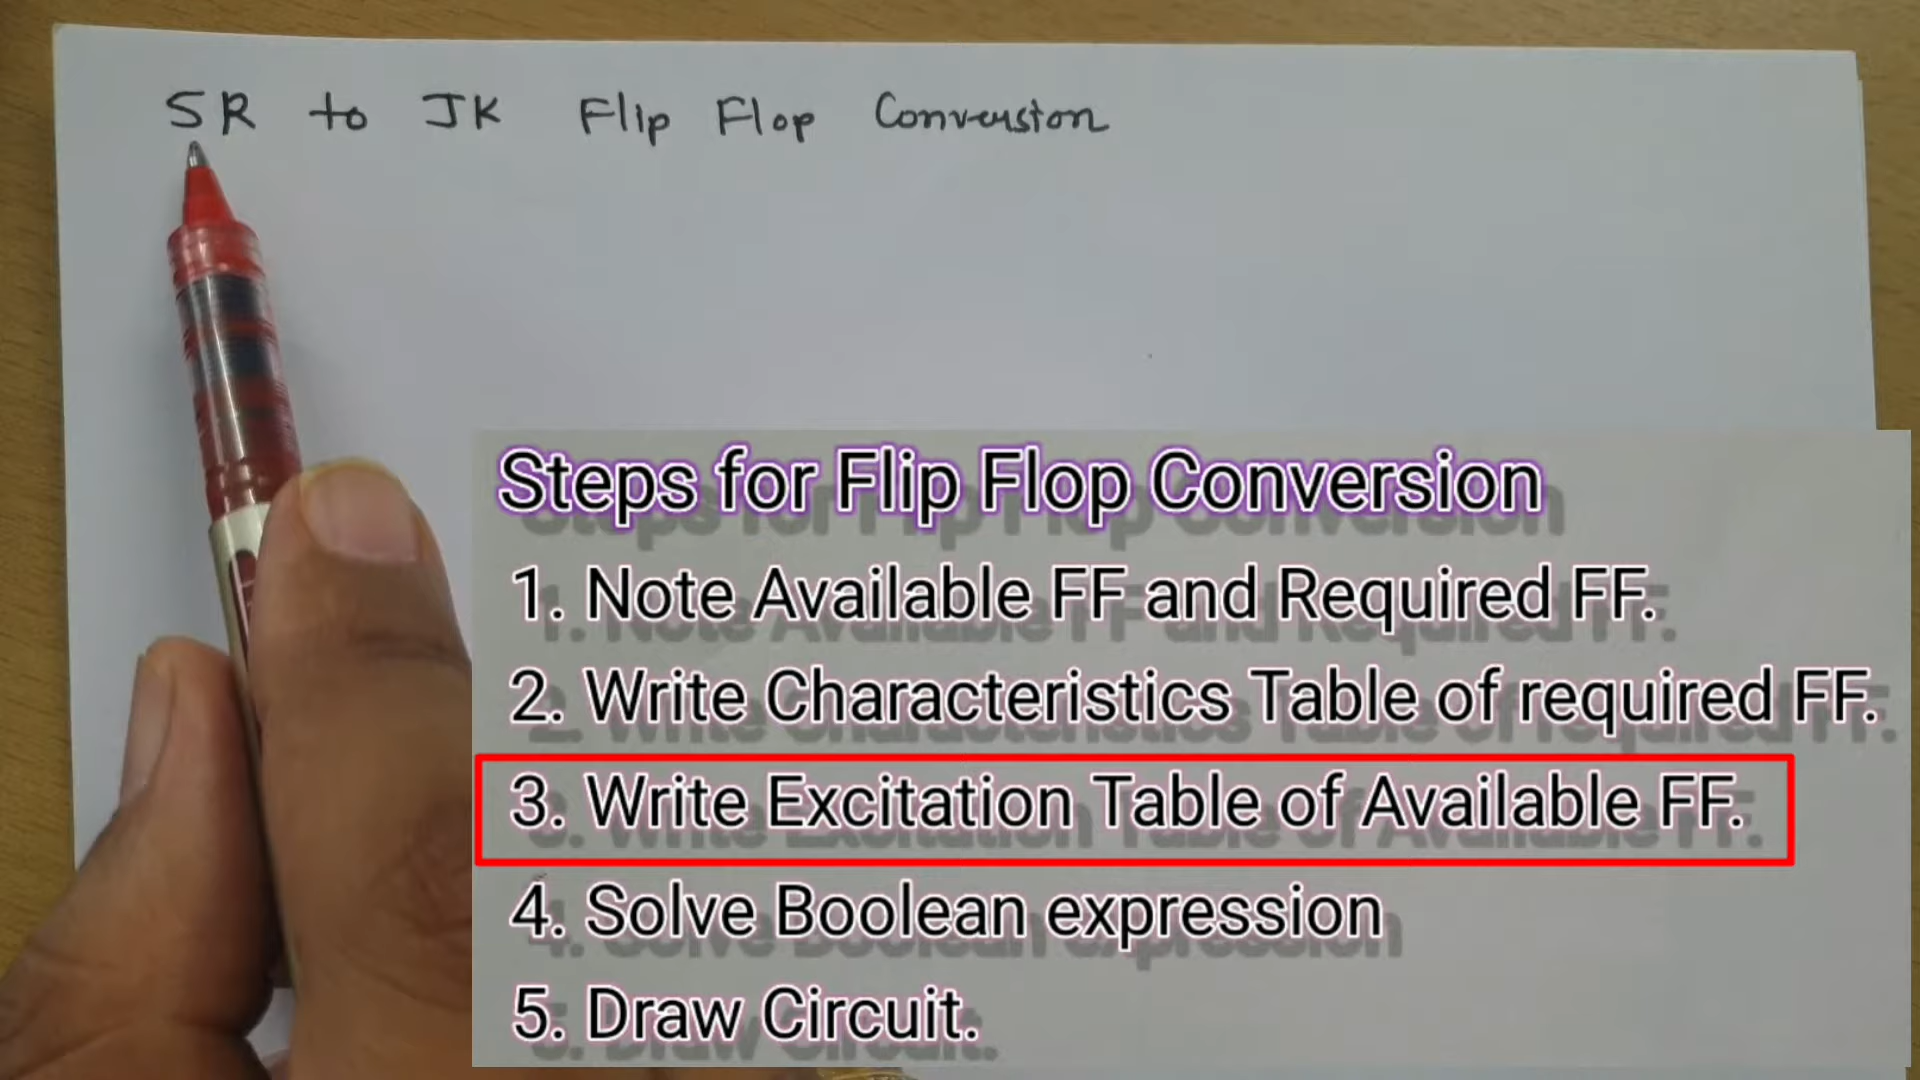 SR to JK Flip Flop Conversion
Steps for Flip Flop Conversion
1. Note Available FF and Required FF.
2. Write Characteristics Table of required FF.
3. Write Excitation Table of Available FF.
4. Solve Boolean expression
5. Draw Circuit.